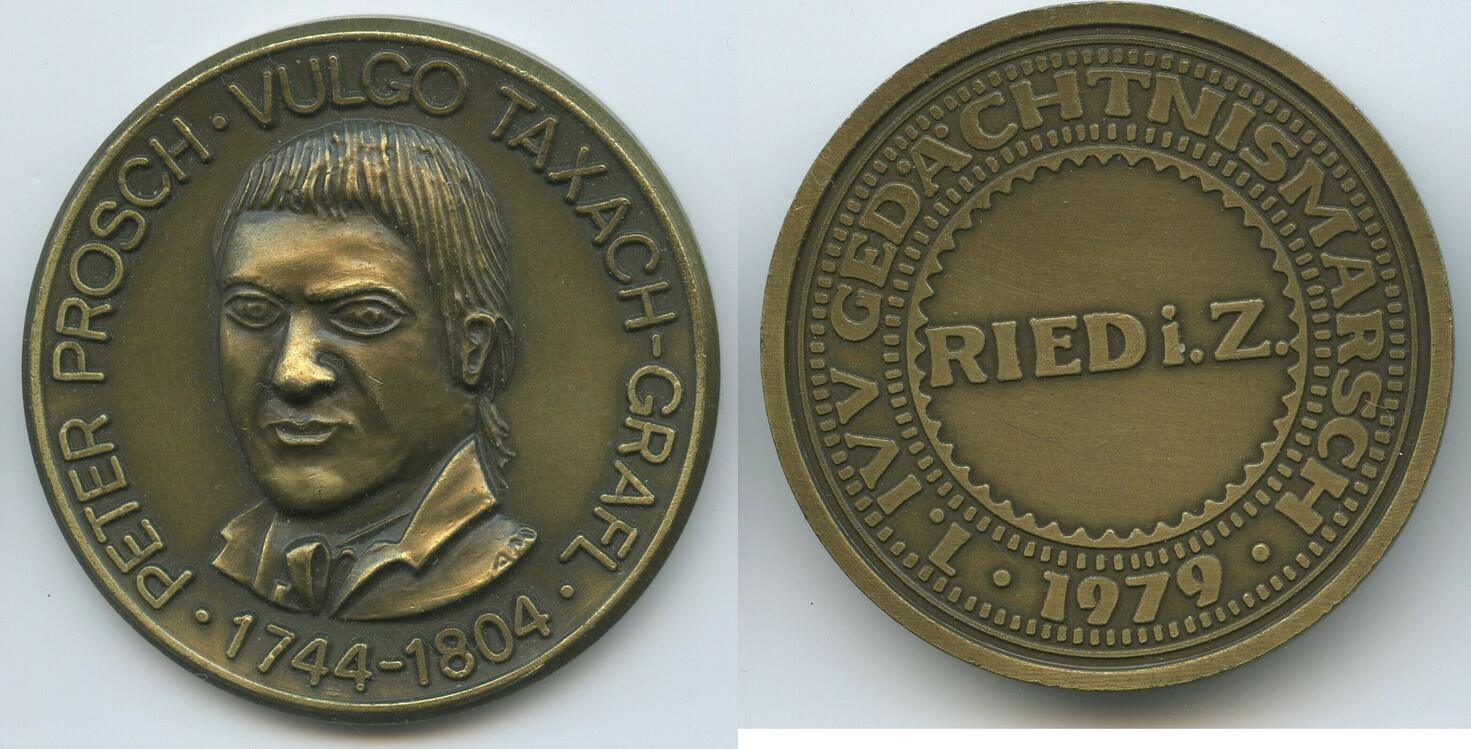 PETER PROSCH · VULGO TAXACH-GRAFL ·
1744-1804
1. IVV GEDÄCHTNISMARSCH ·
1979 ·
RIED i. Z.